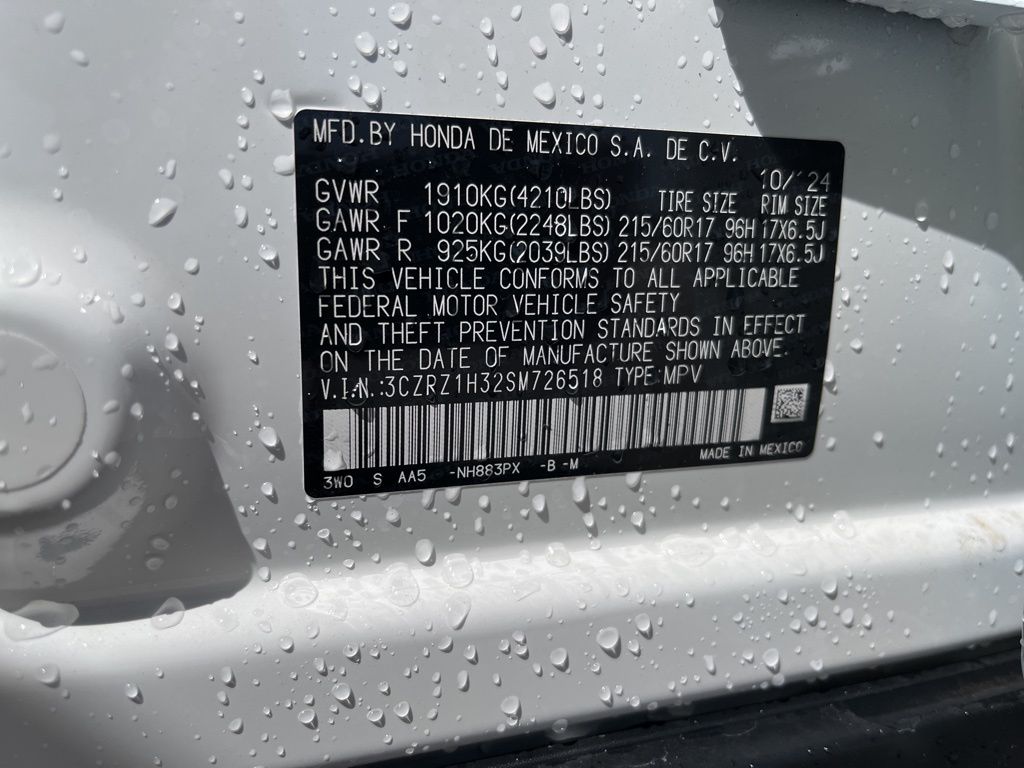 MFD.BY HONDA DE MEXICO S.A. DE C.V.
10/124
GVWR 1910KG(4210LBS) TIRE SIZE RIM SIZE
GAWR F 1020KG(2248LBS) 215/60R17 96H 17X6.5J
GAWR R 925KG(2039LBS) 215/60R17 96H 17X6.5J
THIS VEHICLE CONFORMS TO ALL APPLICABLE
FEDERAL MOTOR VEHICLE SAFETY
AND THEFT PREVENTION STANDARDS IN EFFECT
ON THE DATE OF MANUFACTURE SHOWN ABOVE.
V.I.N.:3CZRZ1H32SM726518 TYPE:MPV
MADE IN MEXICO
3W0 S AA5 -NH883PX -B -M